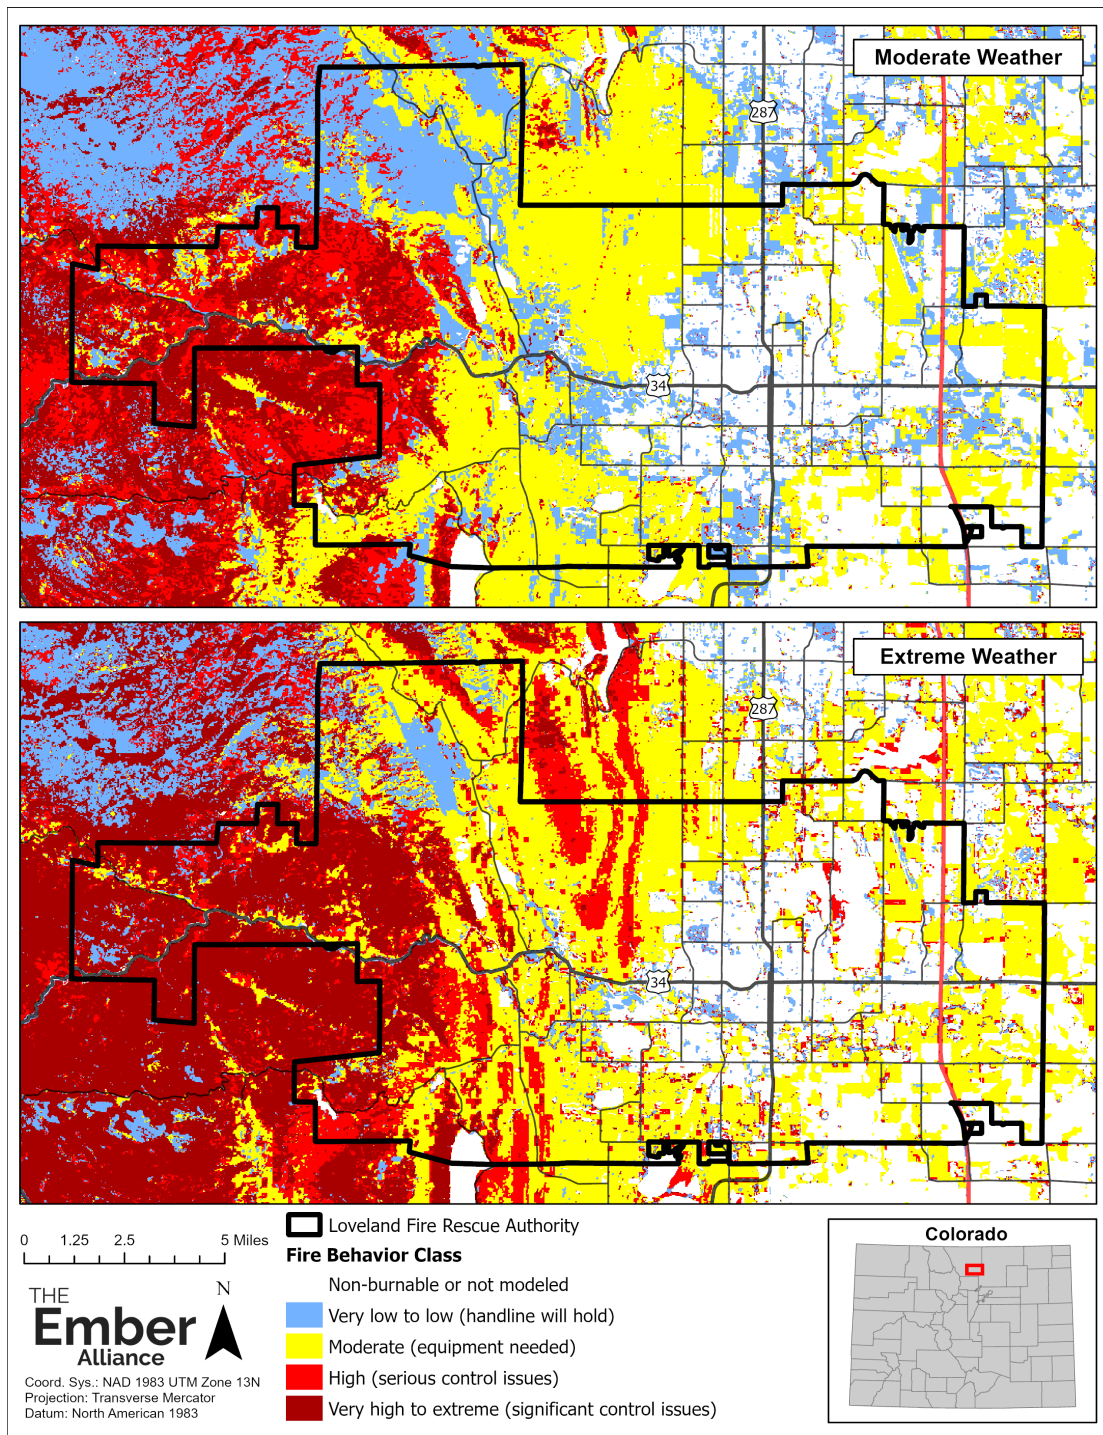 Moderate Weather
287
34
Extreme Weather
287
34
0 1.25 2.5 5 Miles
THE
Ember
Alliance
N
Coord. Sys.: NAD 1983 UTM Zone 13N
Projection: Transverse Mercator
Datum: North American 1983
Loveland Fire Rescue Authority
Fire Behavior Class
Non-burnable or not modeled
Very low to low (handline will hold)
Moderate (equipment needed)
High (serious control issues)
Very high to extreme (significant control issues)
Colorado